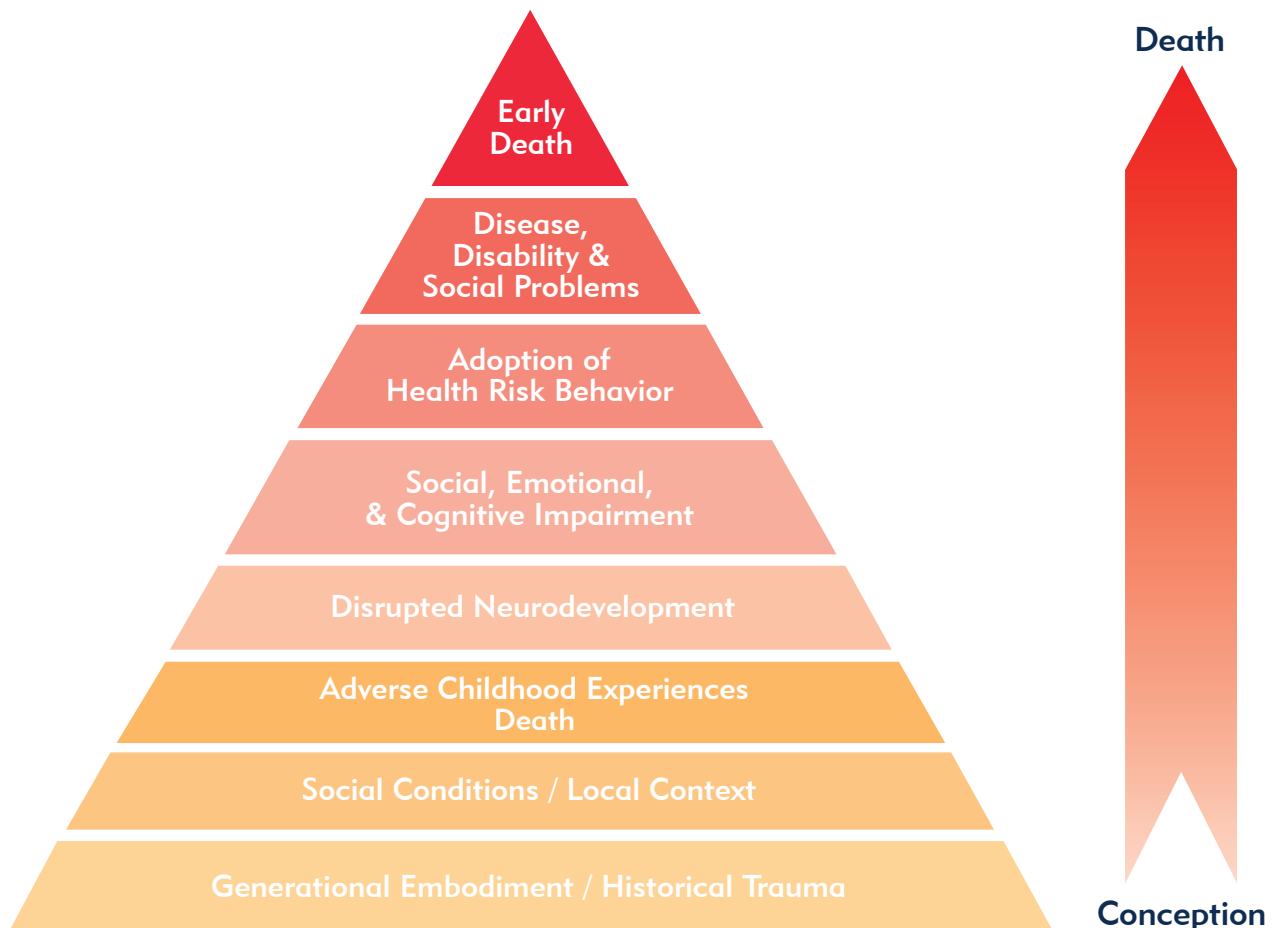 Death
Early
Death
Disease,
Disability &
Social Problems
Adoption of
Health Risk Behavior
Social, Emotional,
& Cognitive Impairment
Disrupted Neurodevelopment
Adverse Childhood Experiences
Death
Social Conditions / Local Context
Generational Embodiment / Historical Trauma
Conception